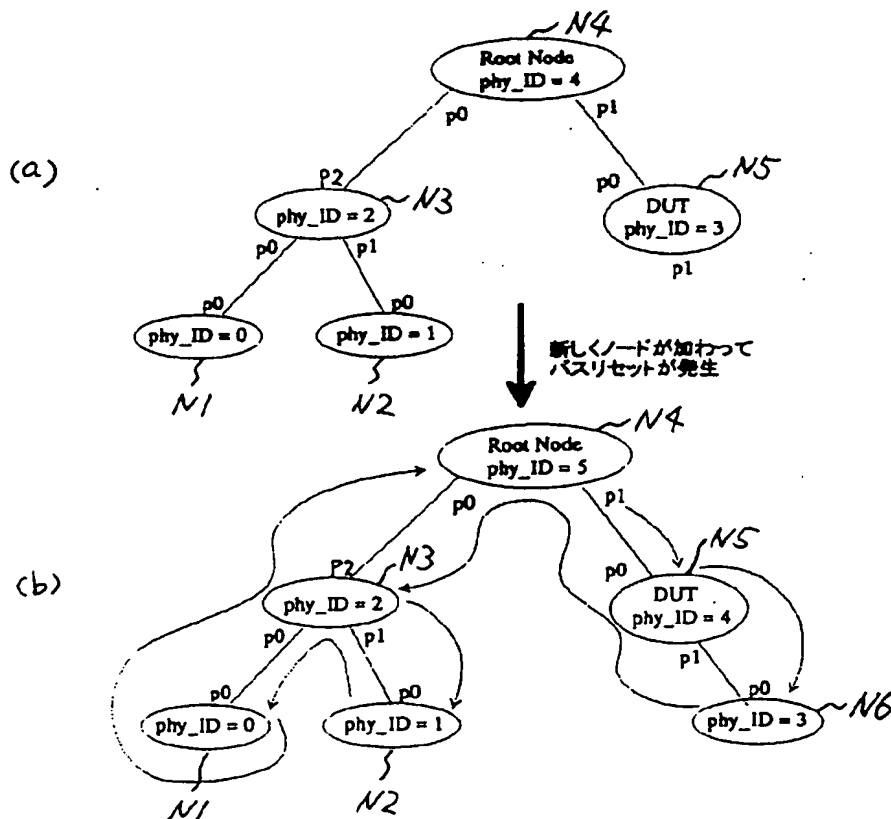 N4
Root Node
phy_ID = 4
p0
p1
(a)
P2
N3
phy_ID = 2
p0
p1
p0
N5
DUT
phy_ID = 3
p1
p0
phy_ID = 0
N1
p0
phy_ID = 1
N2
新しくノードが加わって
バスリセットが発生
N4
Root Node
phy_ID = 5
p0
p1
(b)
P2
N3
phy_ID = 2
p0
p1
p0
N5
DUT
phy_ID = 4
p1
p0
phy_ID = 0
N1
p0
phy_ID = 1
N2
p0
phy_ID = 3
N6